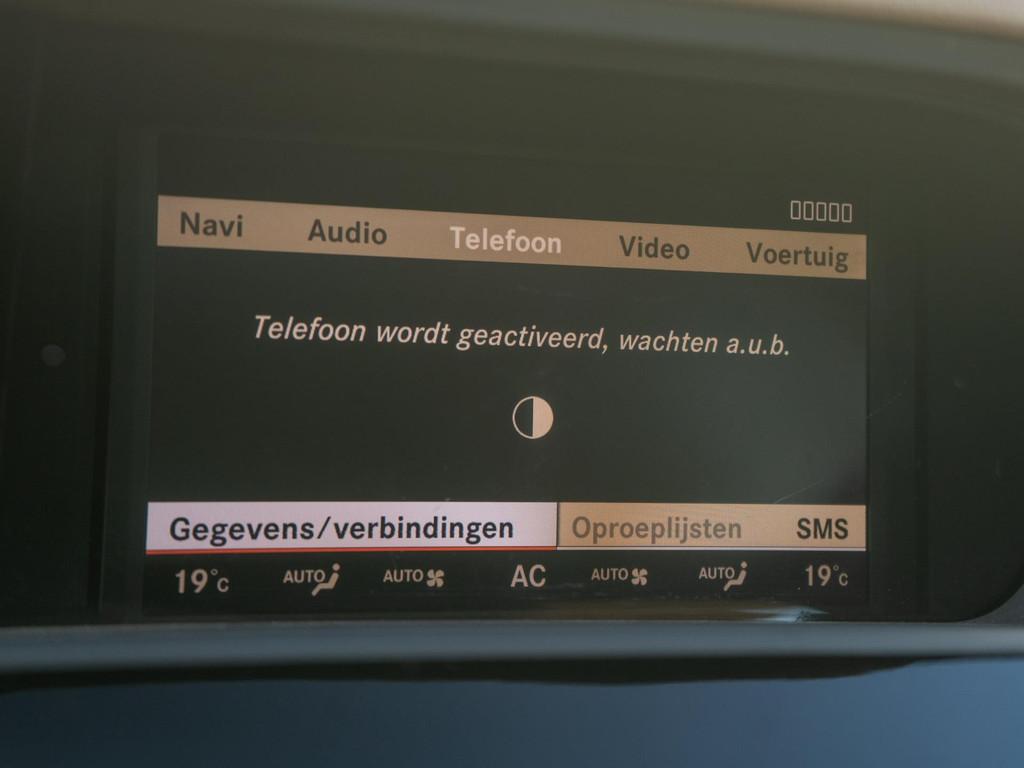 Navi Audio Telefoon Video Voertuig
Telefoon wordt geactiveerd, wachten a.u.b.
Gegevens/verbindingen Oproeplijsten SMS
19°C AUTO AUTO AC AUTO AUTO 19°C